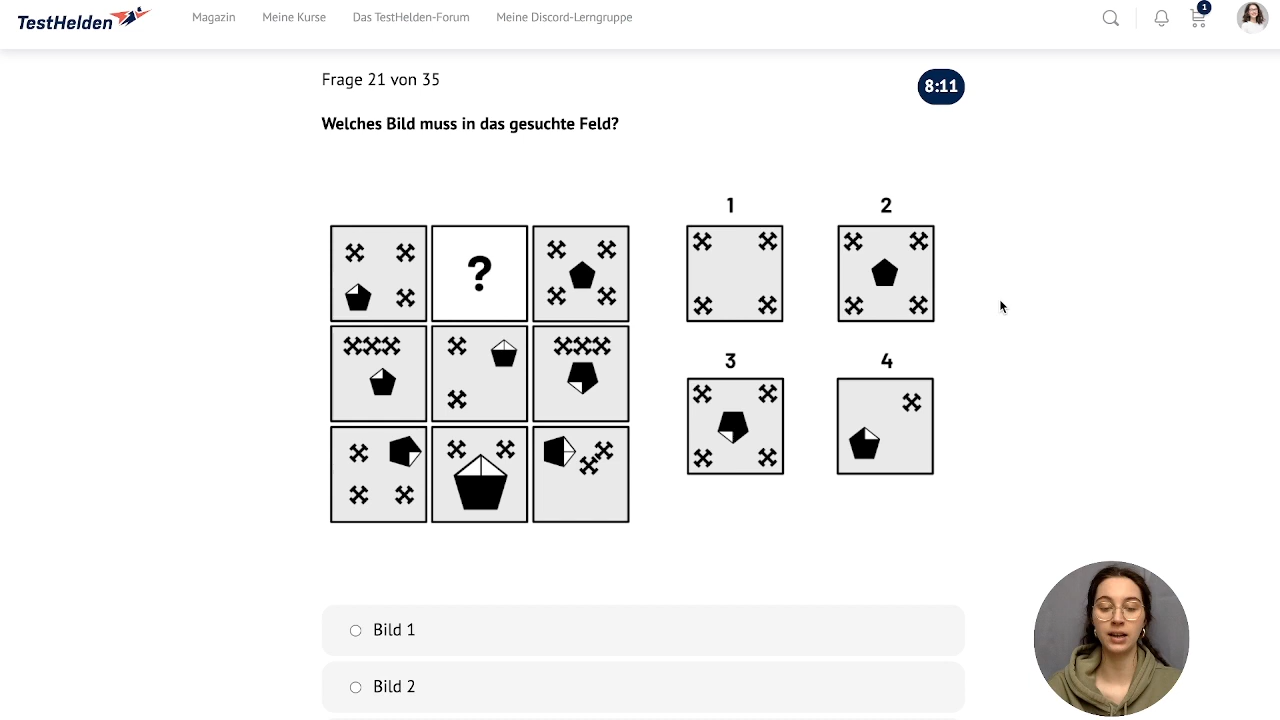 TestHelden
Magazin
Meine Kurse
Das TestHelden-Forum
Meine Discord-Lerngruppe
1
Frage 21 von 35
8:11
Welches Bild muss in das gesuchte Feld?
1
2
?
3
4
Bild 1
Bild 2